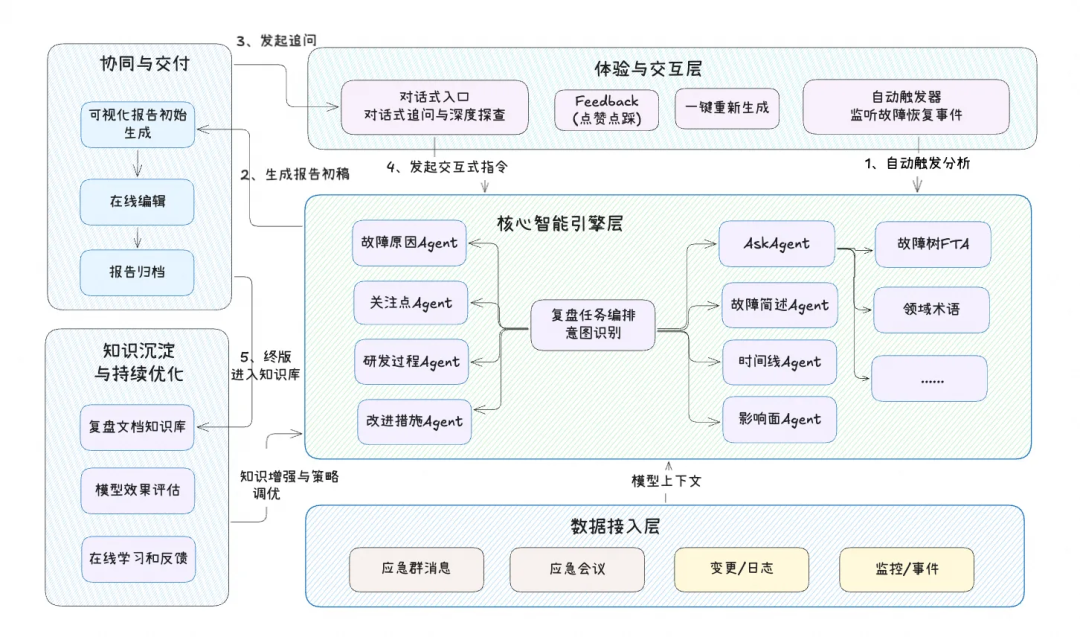 3、发起追问
协同与交付
可视化报告初始
生成
在线编辑
报告归档
体验与交互层
对话式入口
对话式追问与深度探查
Feedback
(点赞点踩)
一键重新生成
自动触发器
监听故障恢复事件
4、发起交互式指令
1、自动触发分析
2、生成报告初稿
核心智能引擎层
故障原因Agent
关注点Agent
研发过程Agent
改进措施Agent
复盘任务编排
意图识别
AskAgent
故障简述Agent
时间线Agent
影响面Agent
故障树FTA
领域术语
......
知识沉淀
与持续优化
复盘文档知识库
模型效果评估
在线学习和反馈
5、终版
进入知识库
知识增强与策略
调优
模型上下文
数据接入层
应急群消息
应急会议
变更/日志
监控/事件